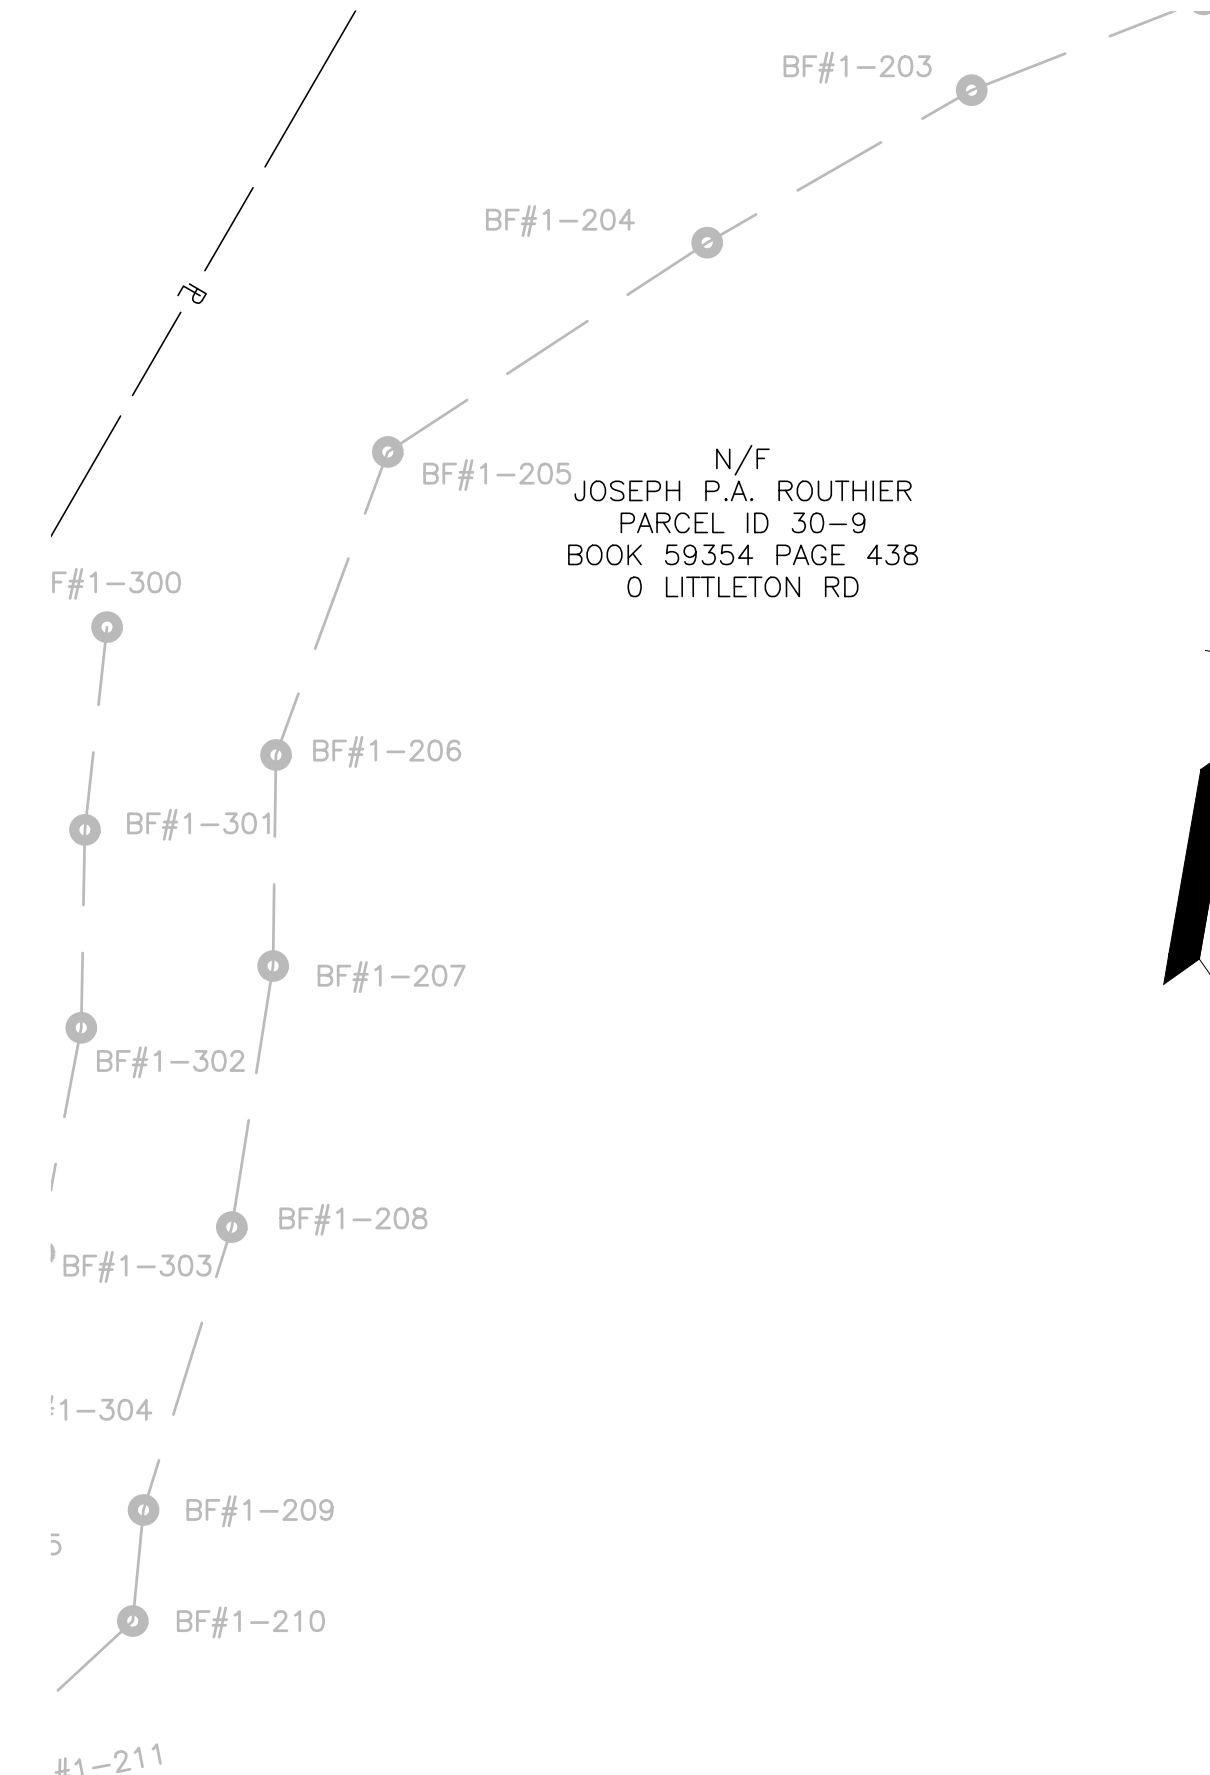 BF#1-203
BF#1-204
BF#1-205
N/F
JOSEPH P.A. ROUTHIER
PARCEL ID 30-9
BOOK 59354 PAGE 438
0 LITTLETON RD
F#1-300
BF#1-206
BF#1-301
BF#1-207
BF#1-302
BF#1-208
BF#1-303
#1-304
BF#1-209
5
BF#1-210
#1-211